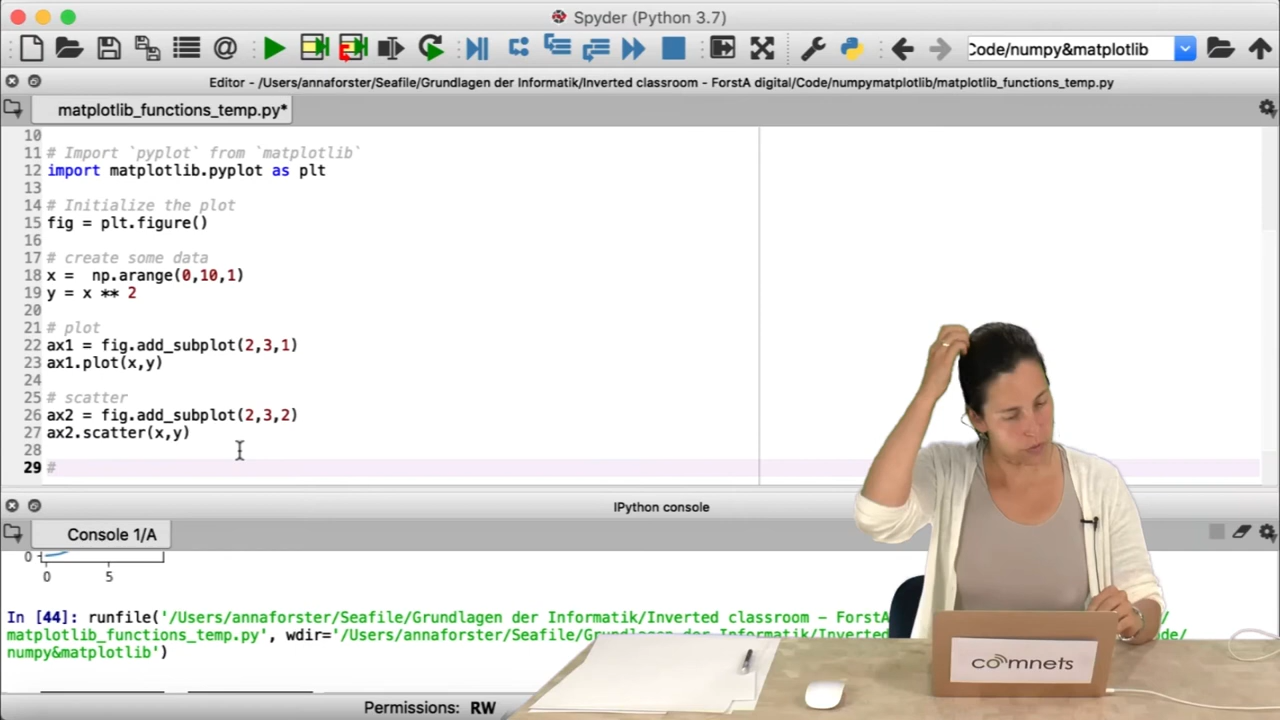 Spyder (Python 3.7)
Code/numpy&matplotlib
Editor - /Users/annaforster/Seafile/Grundlagen der Informatik/Inverted classroom - ForstA digital/Code/numpymatplotlib/matplotlib_functions_temp.py
matplotlib_functions_temp.py*
10
11 # Import `pyplot` from `matplotlib`
12 import matplotlib.pyplot as plt
13
14 # Initialize the plot
15 fig = plt.figure()
16
17 # create some data
18 x =  np.arange(0,10,1)
19 y = x ** 2
20
21 # plot
22 ax1 = fig.add_subplot(2,3,1)
23 ax1.plot(x,y)
24
25 # scatter
26 ax2 = fig.add_subplot(2,3,2)
27 ax2.scatter(x,y)
28
29 #
IPython console
Console 1/A
0
0 5
In [44]: runfile('/Users/annaforster/Seafile/Grundlagen der Informatik/Inverted classroom - ForstA /
matplotlib_functions_temp.py', wdir='/Users/annaforster/Seafile/Grundlagen der Informatik/Inverted de/
numpy&matplotlib')
Permissions: RW
comnets